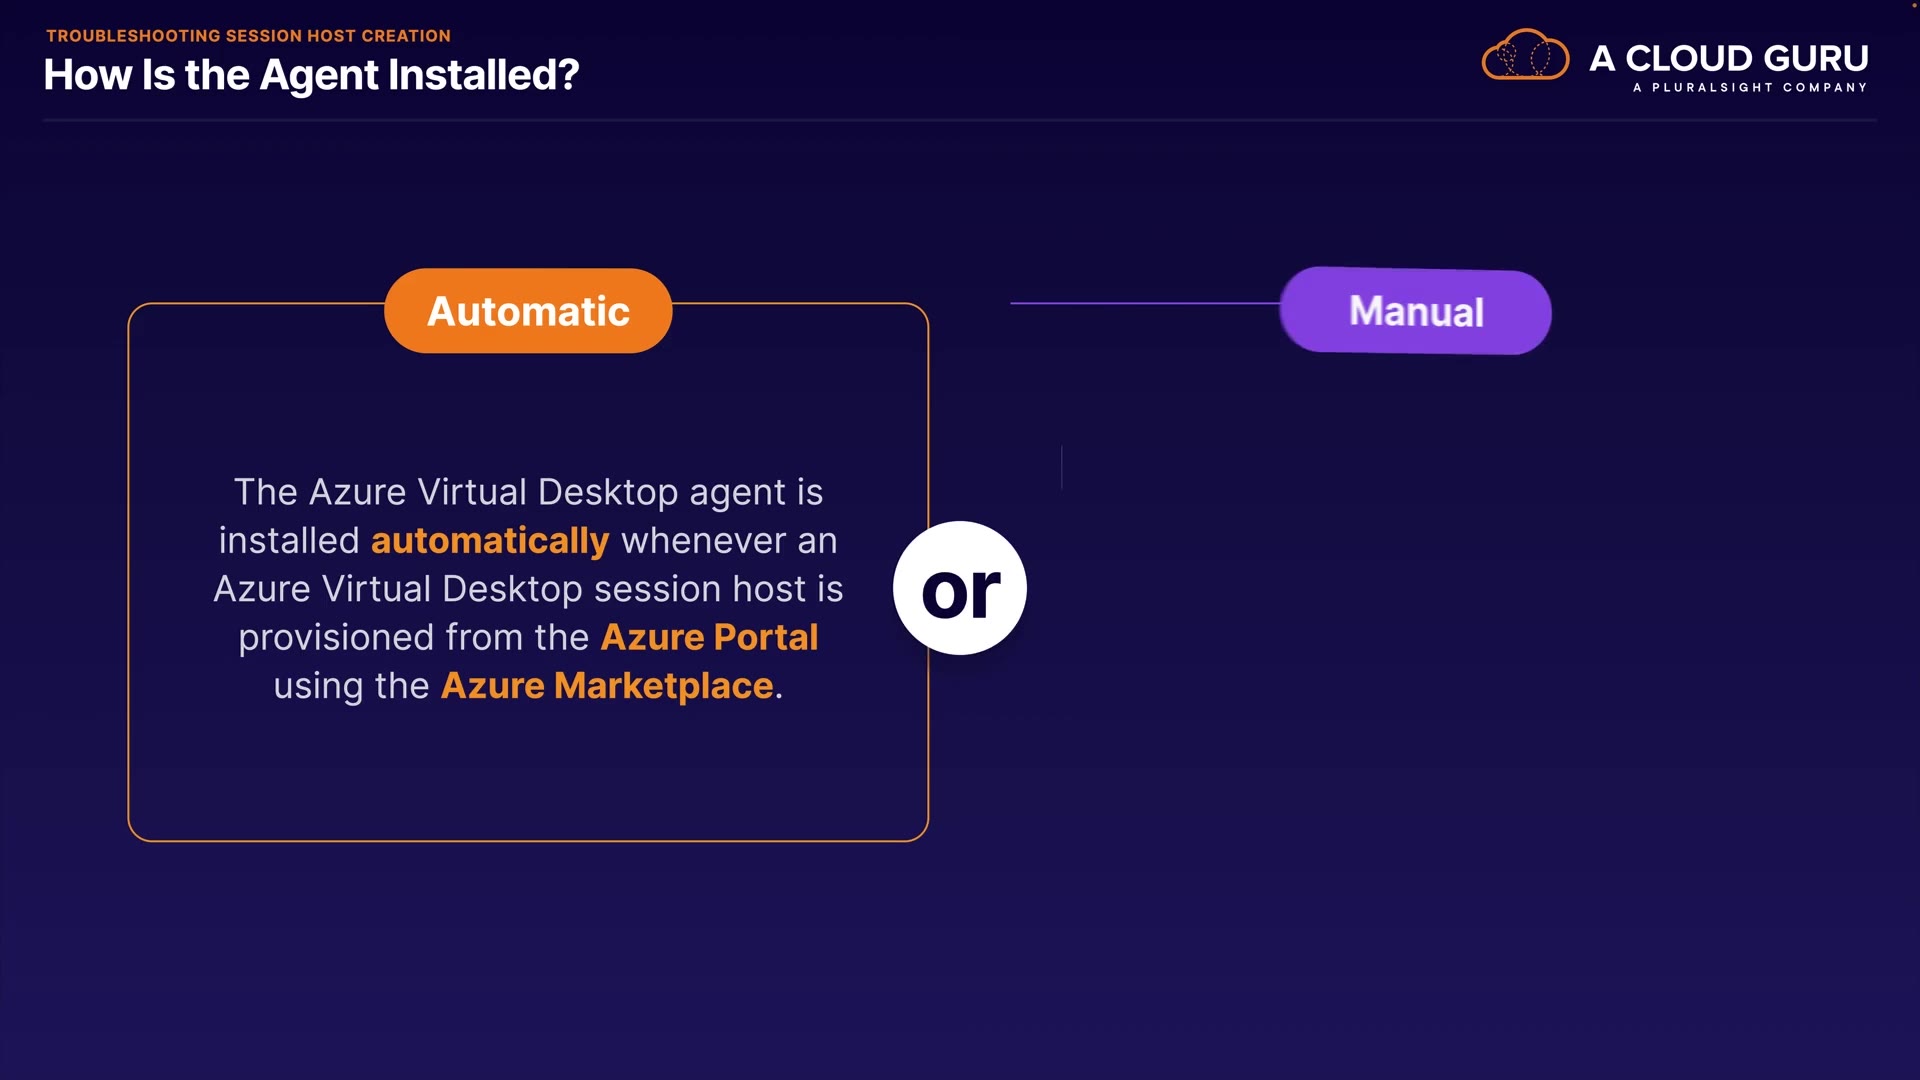 TROUBLESHOOTING SESSION HOST CREATION
How Is the Agent Installed?
A CLOUD GURU
A PLURALSIGHT COMPANY
Automatic
The Azure Virtual Desktop agent is
installed automatically whenever an
Azure Virtual Desktop session host is
provisioned from the Azure Portal
using the Azure Marketplace.
or
Manual